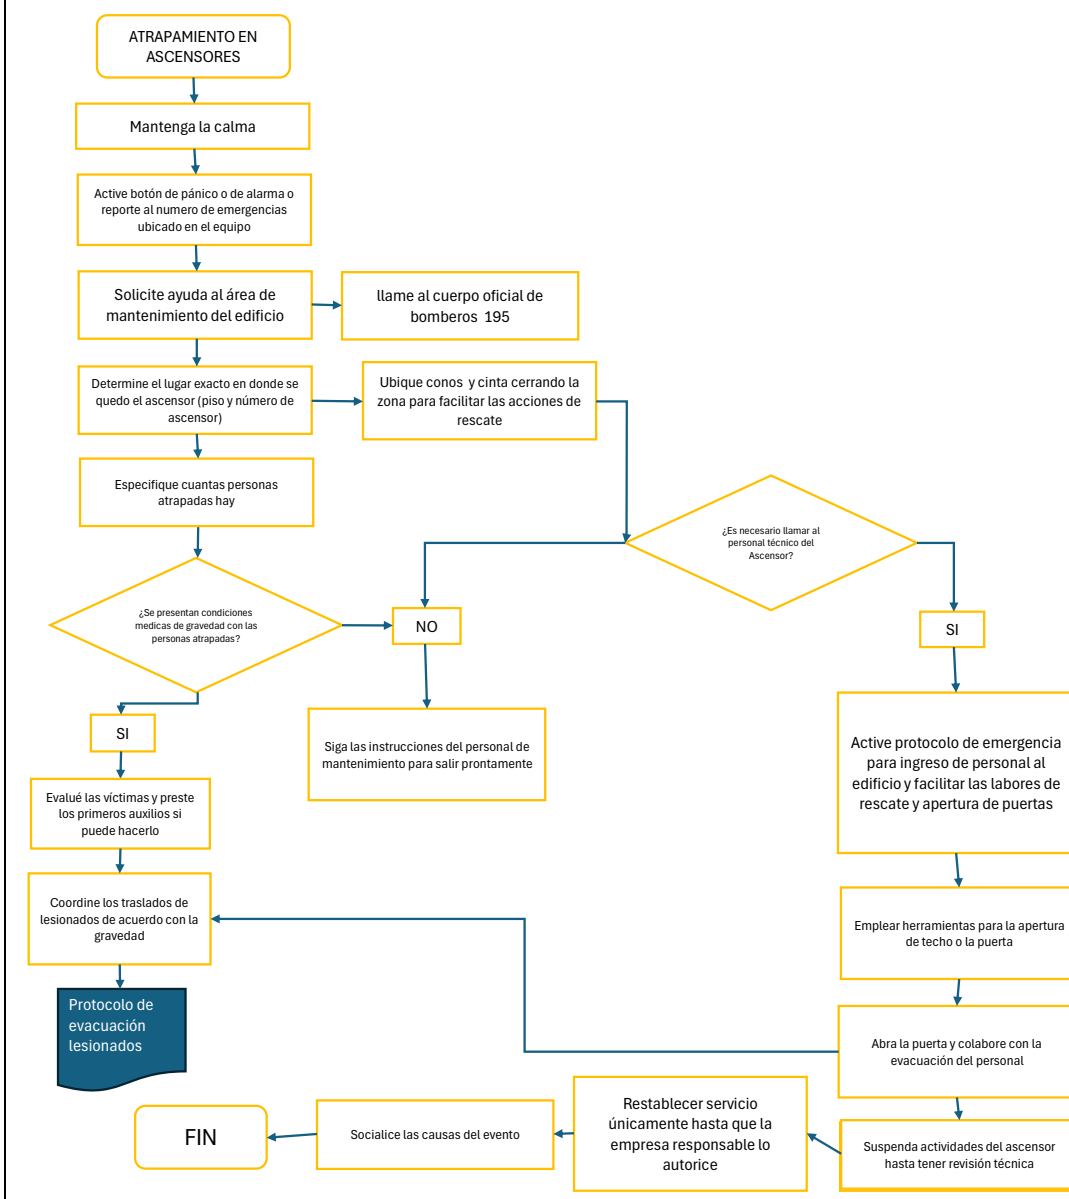 ATRAPAMIENTO EN
ASCENSORES
Mantenga la calma
Active botón de pánico o de alarma o
reporte al numero de emergencias
ubicado en el equipo
Solicite ayuda al área de
mantenimiento del edificio
llame al cuerpo oficial de
bomberos 195
Determine el lugar exacto en donde se
quedo el ascensor (piso y número de
ascensor)
Ubique conos y cinta cerrando la
zona para facilitar las acciones de
rescate
Especifique cuantas personas
atrapadas hay
¿Es necesario llamar al
personal técnico del
Ascensor?
¿Se presentan condiciones
medicas de gravedad con las
personas atrapadas?
NO
SI
SI
Siga las instrucciones del personal de
mantenimiento para salir prontamente
Active protocolo de emergencia
para ingreso de personal al
edificio y facilitar las labores de
rescate y apertura de puertas
Evalué las víctimas y preste
los primeros auxilios si
puede hacerlo
Coordine los traslados de
lesionados de acuerdo con la
gravedad
Emplear herramientas para la apertura
de techo o la puerta
Protocolo de
evacuación
lesionados
Abra la puerta y colabore con la
evacuación del personal
Suspenda actividades del ascensor
hasta tener revisión técnica
Restablecer servicio
únicamente hasta que la
empresa responsable lo
autorice
Socialice las causas del evento
FIN